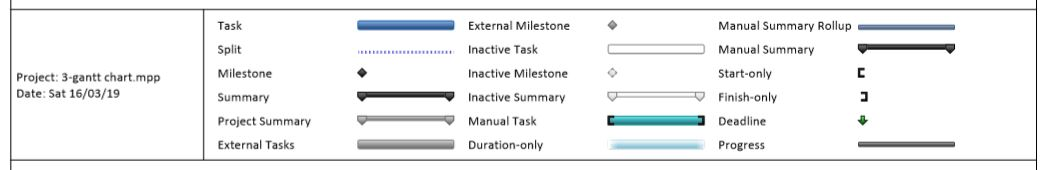 Project: 3-gantt chart.mpp
Date: Sat 16/03/19
Task
Split
Milestone
Summary
Project Summary
External Tasks
External Milestone
Inactive Task
Inactive Milestone
Inactive Summary
Manual Task
Duration-only
Manual Summary Rollup
Manual Summary
Start-only
Finish-only
Deadline
Progress